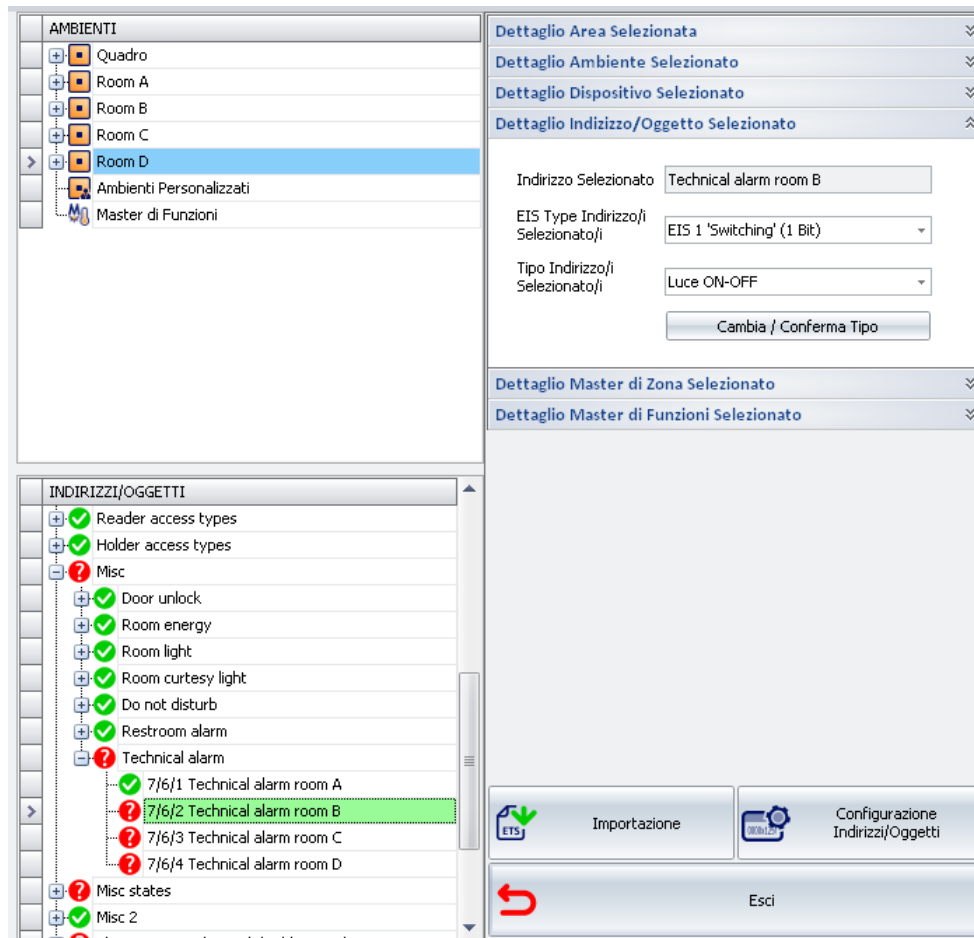 AMBIENTI
Quadro
Room A
Room B
Room C
Room D
Ambienti Personalizzati
Master di Funzioni
Dettaglio Area Selezionata
Dettaglio Ambiente Selezionato
Dettaglio Dispositivo Selezionato
Dettaglio Indizizzo/Oggetto Selezionato
Indirizzo Selezionato Technical alarm room B
EIS Type Indirizzo/i
Selezionato/i
EIS 1 'Switching' (1 Bit)
Tipo Indirizzo/i
Selezionato/i
Luce ON-OFF
Cambia / Conferma Tipo
Dettaglio Master di Zona Selezionato
Dettaglio Master di Funzioni Selezionato
INDIRIZZI/OGGETTI
Reader access types
Holder access types
Misc
Door unlock
Room energy
Room light
Room curtesy light
Do not disturb
Restroom alarm
Technical alarm
7/6/1 Technical alarm room A
7/6/2 Technical alarm room B
7/6/3 Technical alarm room C
7/6/4 Technical alarm room D
Misc states
Misc 2
ETS
Importazione
Configurazione
Indirizzi/Oggetti
Esci